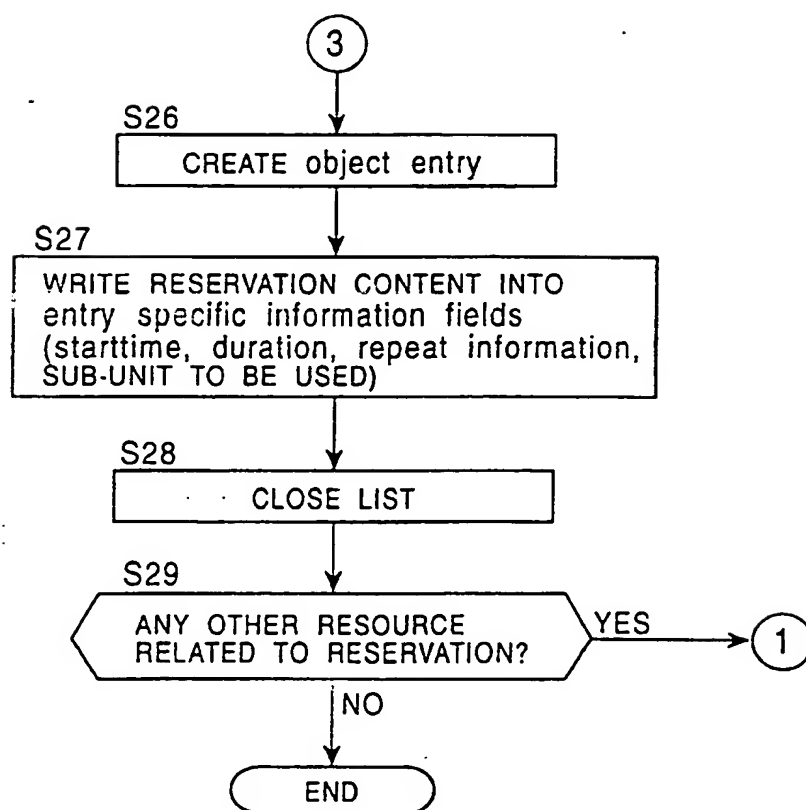 3
S26
CREATE object entry
S27
WRITE RESERVATION CONTENT INTO
entry specific information fields
(starttime, duration, repeat information,
SUB-UNIT TO BE USED)
S28
CLOSE LIST
S29
ANY OTHER RESOURCE
RELATED TO RESERVATION?
YES
1
NO
END